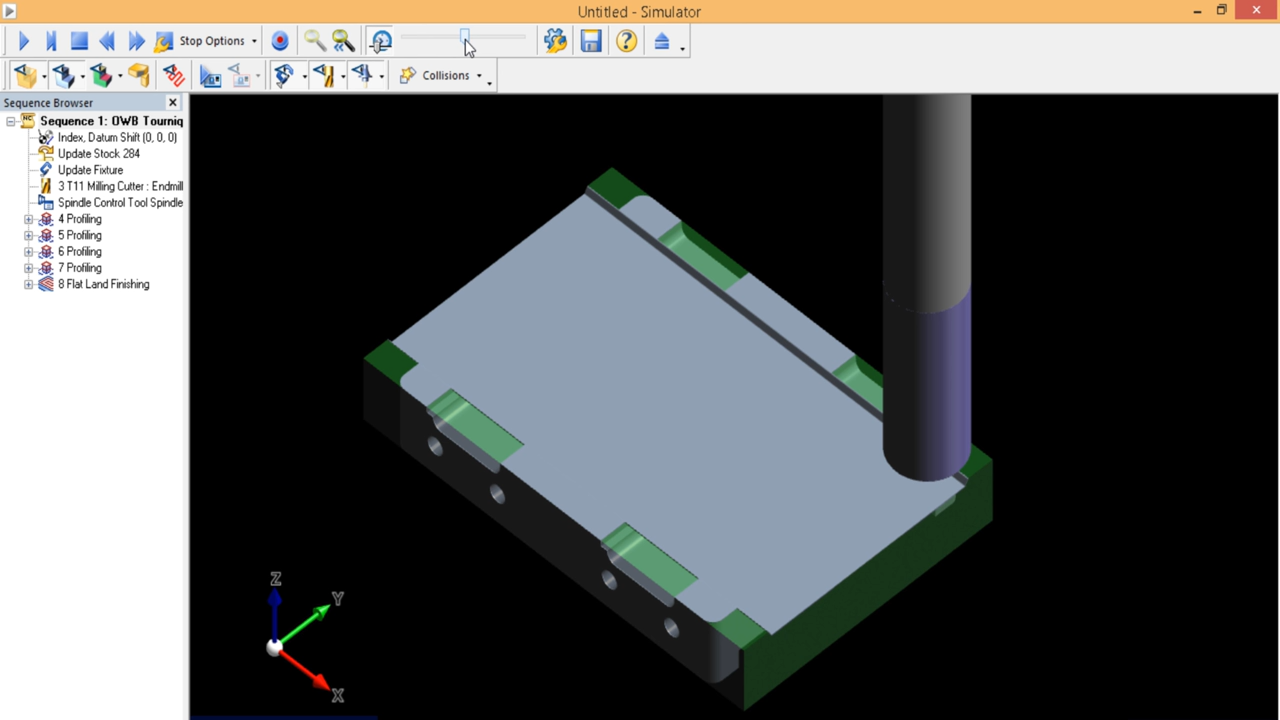 Untitled - Simulator
Stop Options
Collisions
Sequence Browser
Sequence 1: OWB Tourniq
Index, Datum Shift (0, 0, 0)
Update Stock 284
Update Fixture
3 T11 Milling Cutter : Endmill
Spindle Control Tool Spindle
4 Profiling
5 Profiling
6 Profiling
7 Profiling
8 Flat Land Finishing
Z
Y
X